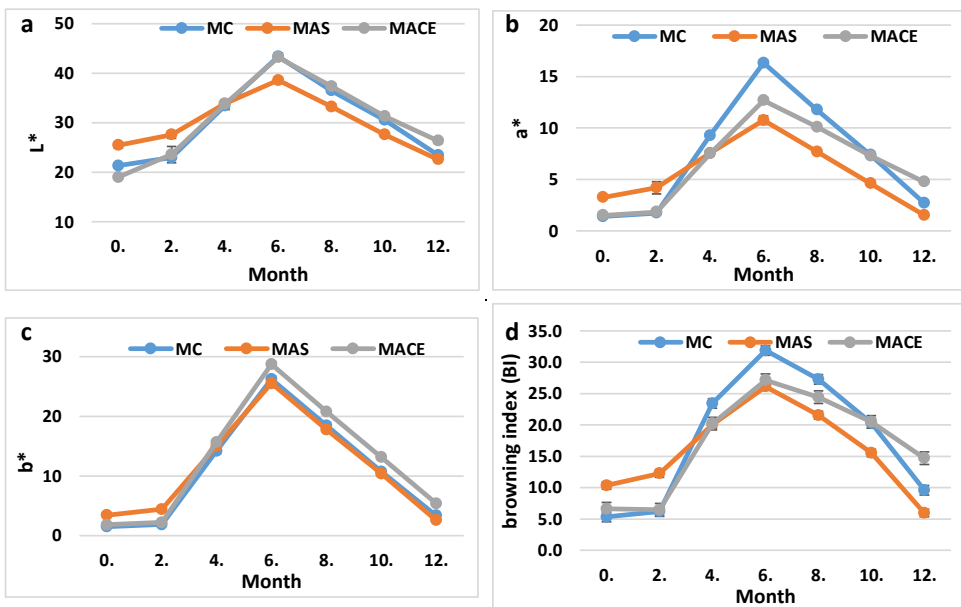 a
MC MAS MACE
50
40
30
20
10
L*
0. 2. 4. 6. 8. 10. 12.
Month
b
MC MAS MACE
20
15
10
5
0
a*
0. 2. 4. 6. 8. 10. 12.
Month
c
MC MAS MACE
30
20
10
0
b*
0. 2. 4. 6. 8. 10. 12.
Month
d
MC MAS MACE
35.0
30.0
25.0
20.0
15.0
10.0
5.0
0.0
browning index (BI)
0. 2. 4. 6. 8. 10. 12.
Month